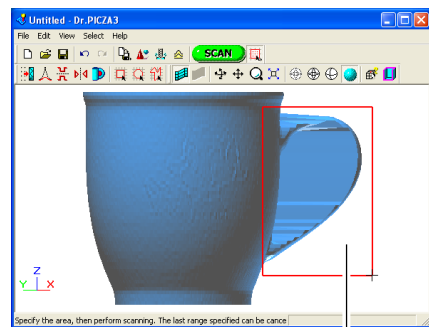 Untitled - Dr.PICZA3
File Edit View Select Help
SCAN
Z
Y X
Specify the area, then perform scanning. The last range specified can be cance